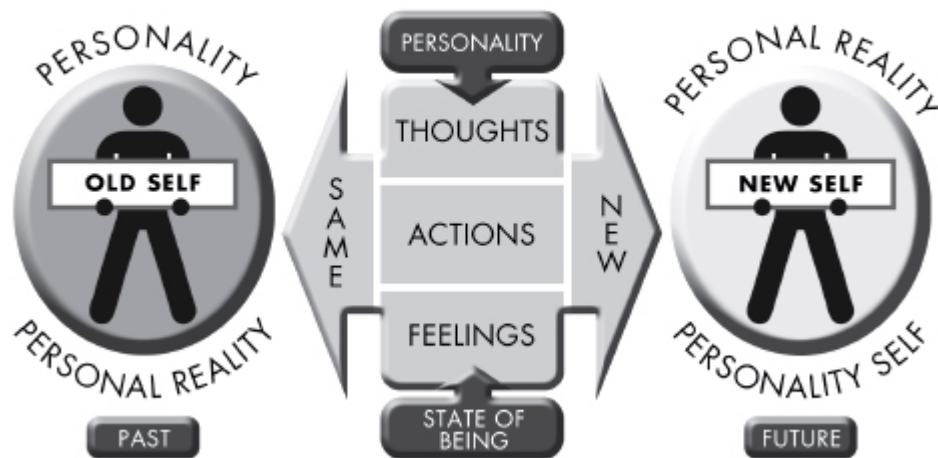 PERSONALITY
OLD SELF
PERSONAL REALITY
PAST
SAME
PERSONALITY
THOUGHTS
ACTIONS
FEELINGS
STATE OF
BEING
NEW
PERSONAL REALITY
NEW SELF
PERSONALITY SELF
FUTURE